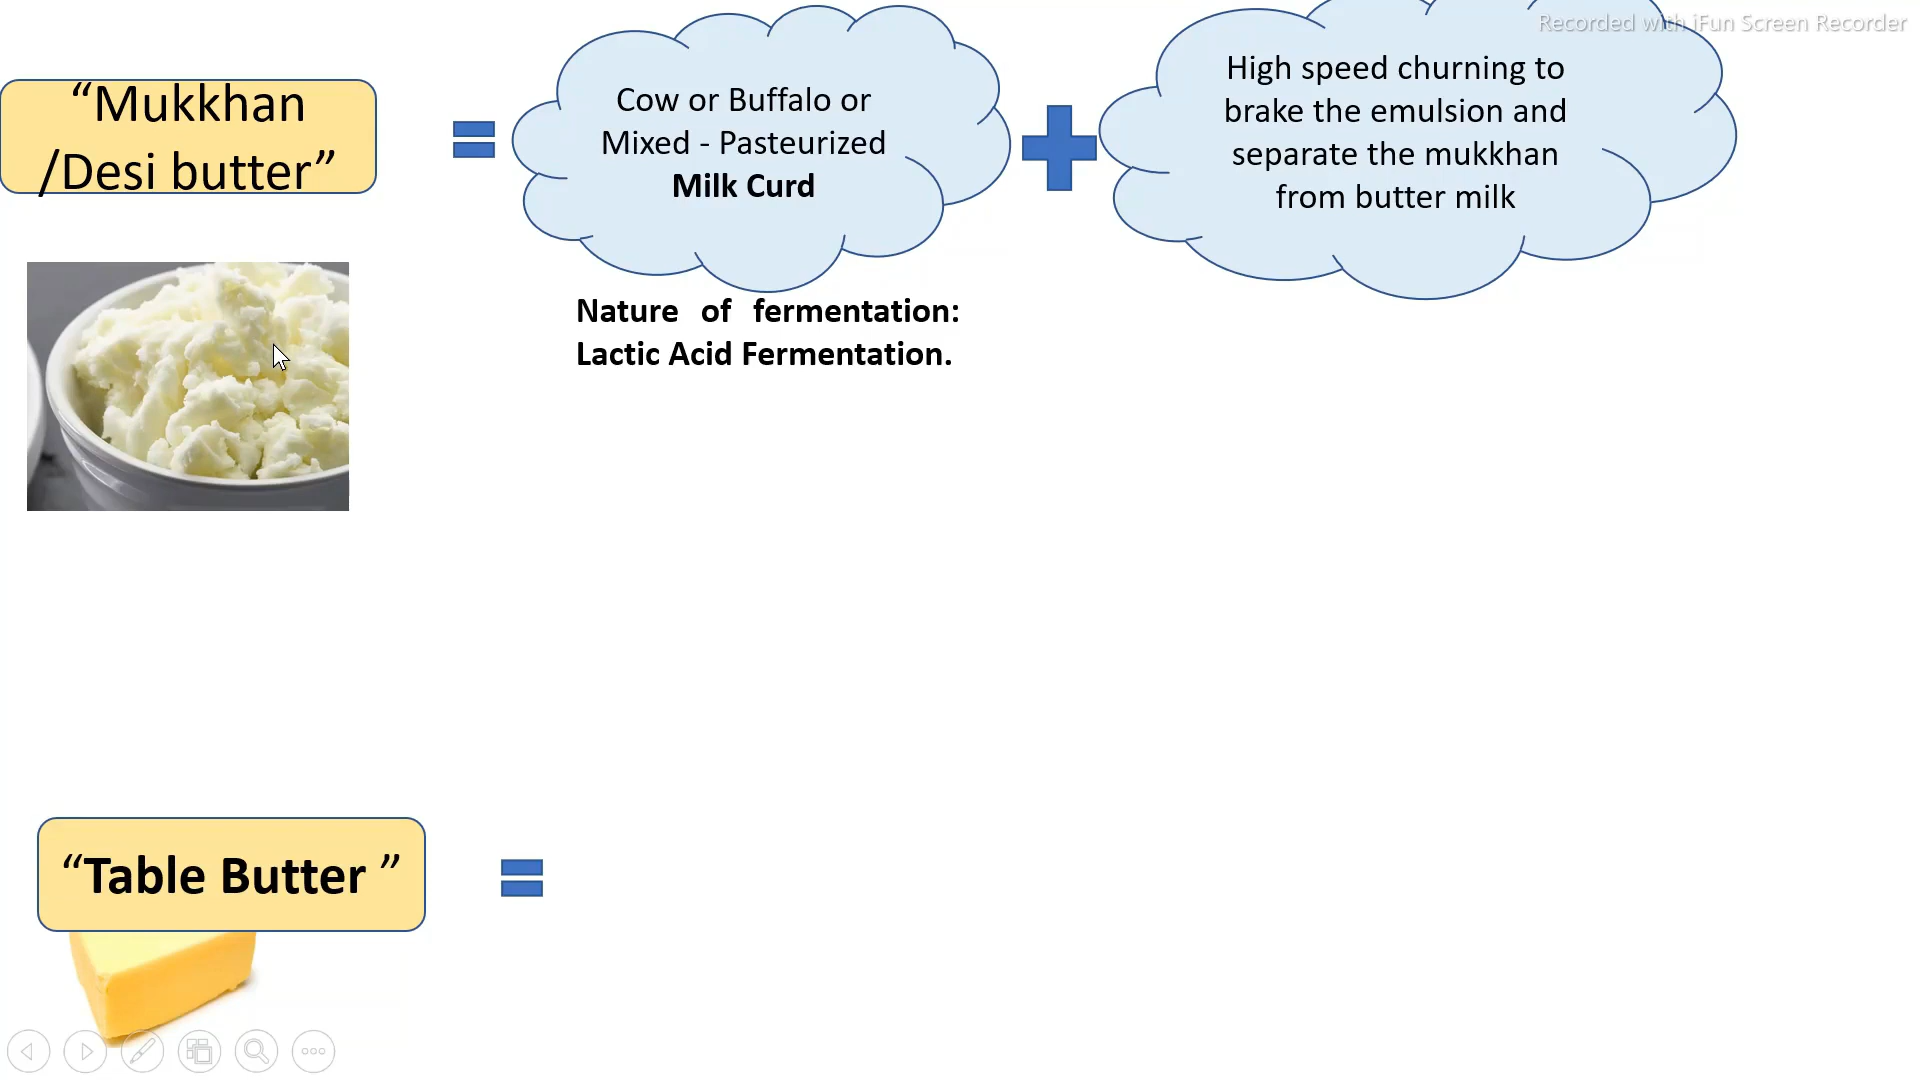 Recorded with iFun Screen Recorder
“Mukkhan
/Desi butter”
Cow or Buffalo or
Mixed - Pasteurized
Milk Curd
High speed churning to
brake the emulsion and
separate the mukkhan
from butter milk
Nature of fermentation:
Lactic Acid Fermentation.
“Table Butter ”